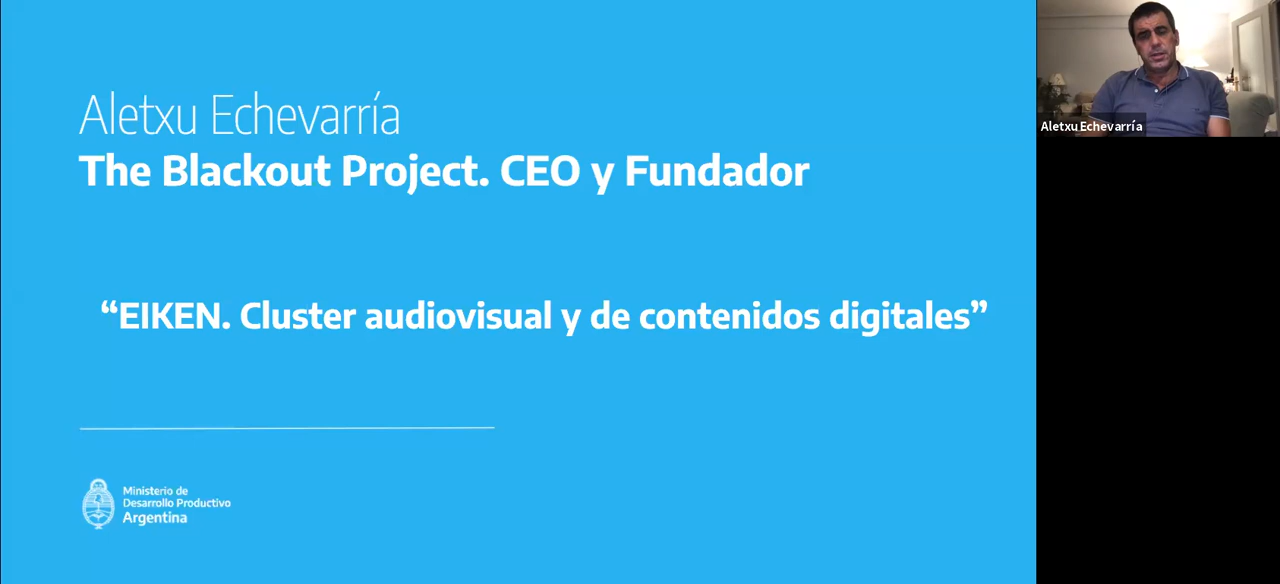 Aletxu Echevarría
The Blackout Project. CEO y Fundador
“EIKEN. Cluster audiovisual y de contenidos digitales”
Ministerio de
Desarrollo Productivo
Argentina
Aletxu Echevarría